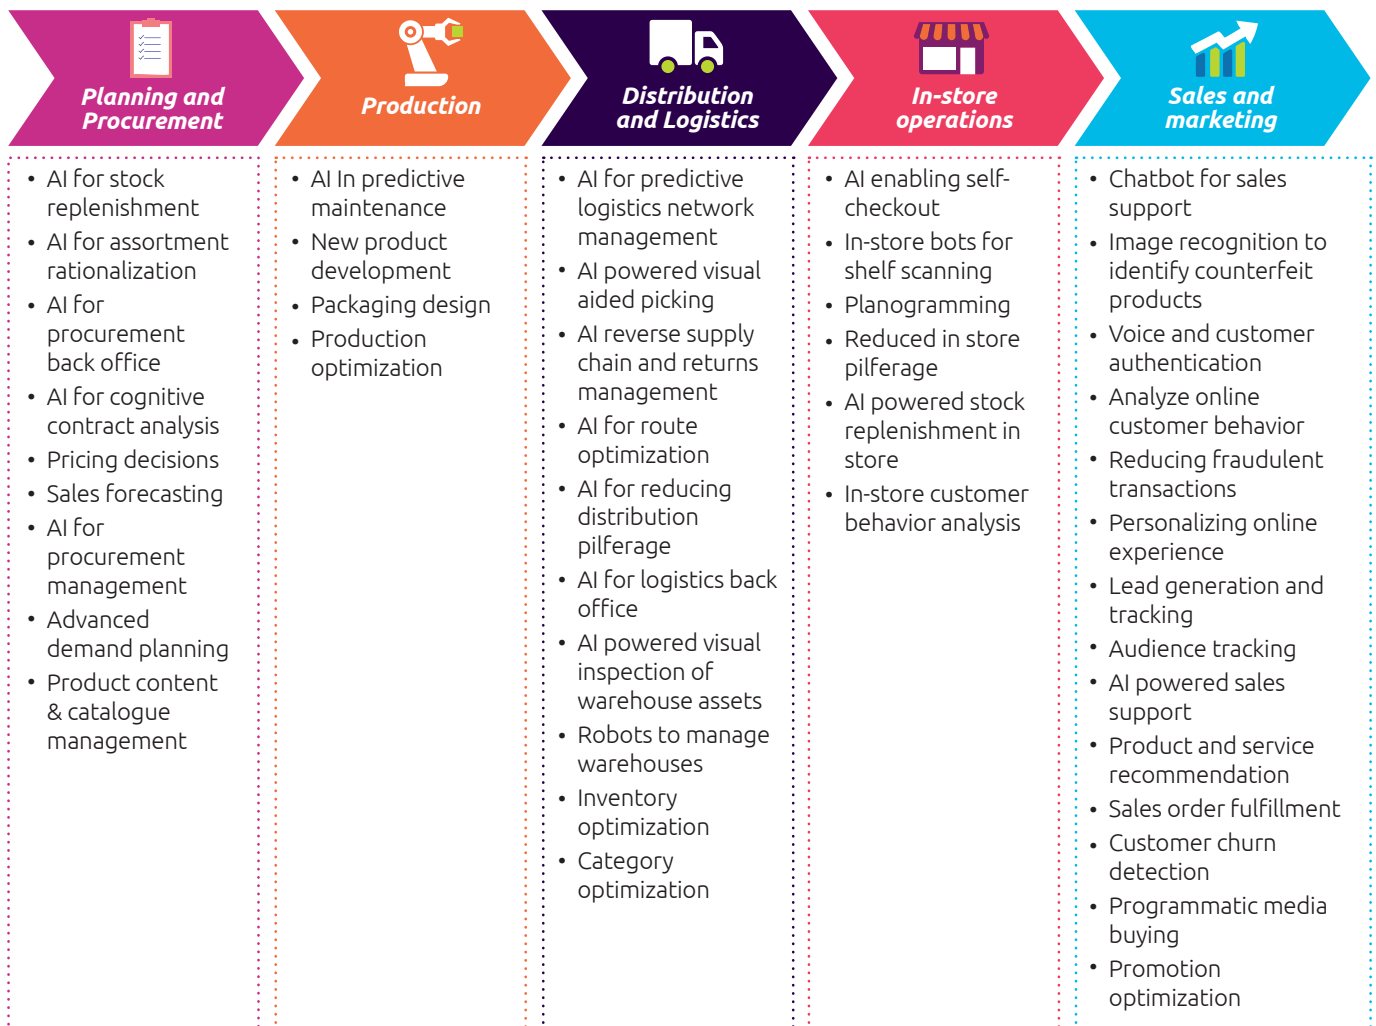 Planning and
Procurement
Production
Distribution
and Logistics
In-store
operations
Sales and
marketing
• AI for stock
replenishment
• AI for assortment
rationalization
• AI for
procurement
back office
• AI for cognitive
contract analysis
• Pricing decisions
• Sales forecasting
• AI for
procurement
management
• Advanced
demand planning
• Product content
& catalogue
management
• AI In predictive
maintenance
• New product
development
• Packaging design
• Production
optimization
• AI for predictive
logistics network
management
• AI powered visual
aided picking
• AI reverse supply
chain and returns
management
• AI for route
optimization
• AI for reducing
distribution
pilferage
• AI for logistics back
office
• AI powered visual
inspection of
warehouse assets
• Robots to manage
warehouses
• Inventory
optimization
• Category
optimization
• AI enabling self-
checkout
• In-store bots for
shelf scanning
• Planogramming
• Reduced in store
pilferage
• AI powered stock
replenishment in
store
• In-store customer
behavior analysis
• Chatbot for sales
support
• Image recognition to
identify counterfeit
products
• Voice and customer
authentication
• Analyze online
customer behavior
• Reducing fraudulent
transactions
• Personalizing online
experience
• Lead generation and
tracking
• Audience tracking
• AI powered sales
support
• Product and service
recommendation
• Sales order fulfillment
• Customer churn
detection
• Programmatic media
buying
• Promotion
optimization